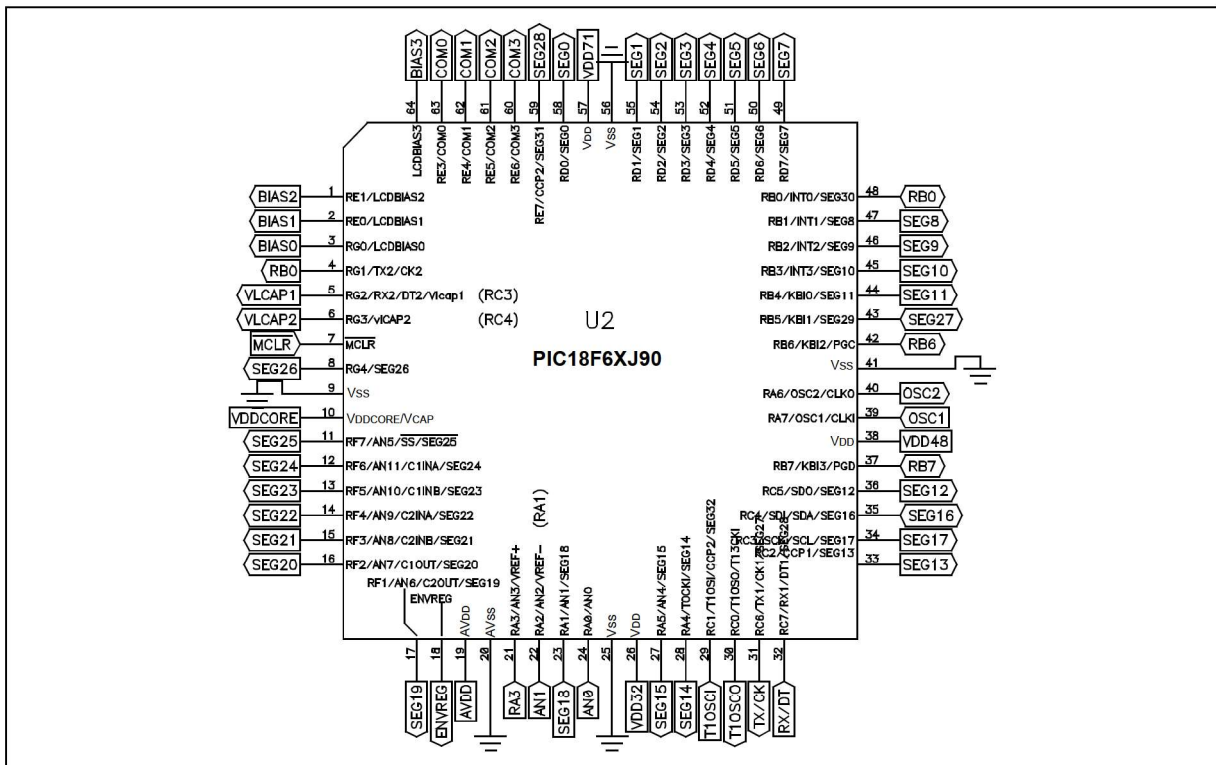 BIAS3 COM0 COM1 COM2 COM3 SEG28 SEG0 VDD71 SEG1 SEG2 SEG3 SEG4 SEG5 SEG6 SEG7
64 63 62 61 60 59 58 57 56 55 54 53 52 51 50 49
LCDBIAS3 RE3/COM0 RE4/COM1 RE5/COM2 RE6/COM3 RE7/CCP2/SEG31 RD0/SEG0 VDD VSS RD1/SEG1 RD2/SEG2 RD3/SEG3 RD4/SEG4 RD5/SEG5 RD6/SEG6 RD7/SEG7
BIAS2 1 RE1/LCDBIAS2
BIAS1 2 RE0/LCDBIAS1
BIAS0 3 RG0/LCDBIAS0
RB0 4 RG1/TX2/CK2
VLCAP1 5 RG2/RX2/DT2/Vlcap1 (RC3)
VLCAP2 6 RG3/vlCAP2 (RC4)
MCLR 7 MCLR
SEG26 8 RG4/SEG26
9 VSS
VDDCORE 10 VDDCORE/VCAP
SEG25 11 RF7/AN5/SS/SEG25
SEG24 12 RF6/AN11/C1INA/SEG24
SEG23 13 RF5/AN10/C1INB/SEG23
SEG22 14 RF4/AN9/C2INA/SEG22
SEG21 15 RF3/AN8/C2INB/SEG21
SEG20 16 RF2/AN7/C1OUT/SEG20
U2
PIC18F6XJ90
(RA1)
RB0/INT0/SEG30 48 RB0
RB1/INT1/SEG8 47 SEG8
RB2/INT2/SEG9 46 SEG9
RB3/INT3/SEG10 45 SEG10
RB4/KBI0/SEG11 44 SEG11
RB5/KBI1/SEG29 43 SEG27
RB6/KBI2/PGC 42 RB6
VSS 41
RA6/OSC2/CLKO 40 OSC2
RA7/OSC1/CLKI 39 OSC1
VDD 38 VDD48
RB7/KBI3/PGD 37 RB7
RC5/SDO/SEG12 36 SEG12
RC4/SDI/SDA/SEG16 35 SEG16
RC3/SCK/SCL/SEG17 34 SEG17
RC2/CCP1/SEG13 33 SEG13
RF1/AN6/C2OUT/SEG19 ENVREG AVDD AVSS RA3/AN3/VREF+ RA2/AN2/VREF- RA1/AN1/SEG18 RA0/AN0 VSS VDD RA5/AN4/SEG15 RA4/T0CKI/SEG14 RC1/T1OSI/CCP2/SEG32 RC0/T1OSO/T13CKI RC6/TX1/CK1/SEG27 RC7/RX1/DT1/SEG28
17 18 19 20 21 22 23 24 25 26 27 28 29 30 31 32
SEG19 ENVREG AVDD RA3 AN1 SEG18 AN0 VDD32 SEG15 SEG14 T1OSCI T1OSCO TX/CK RX/DT